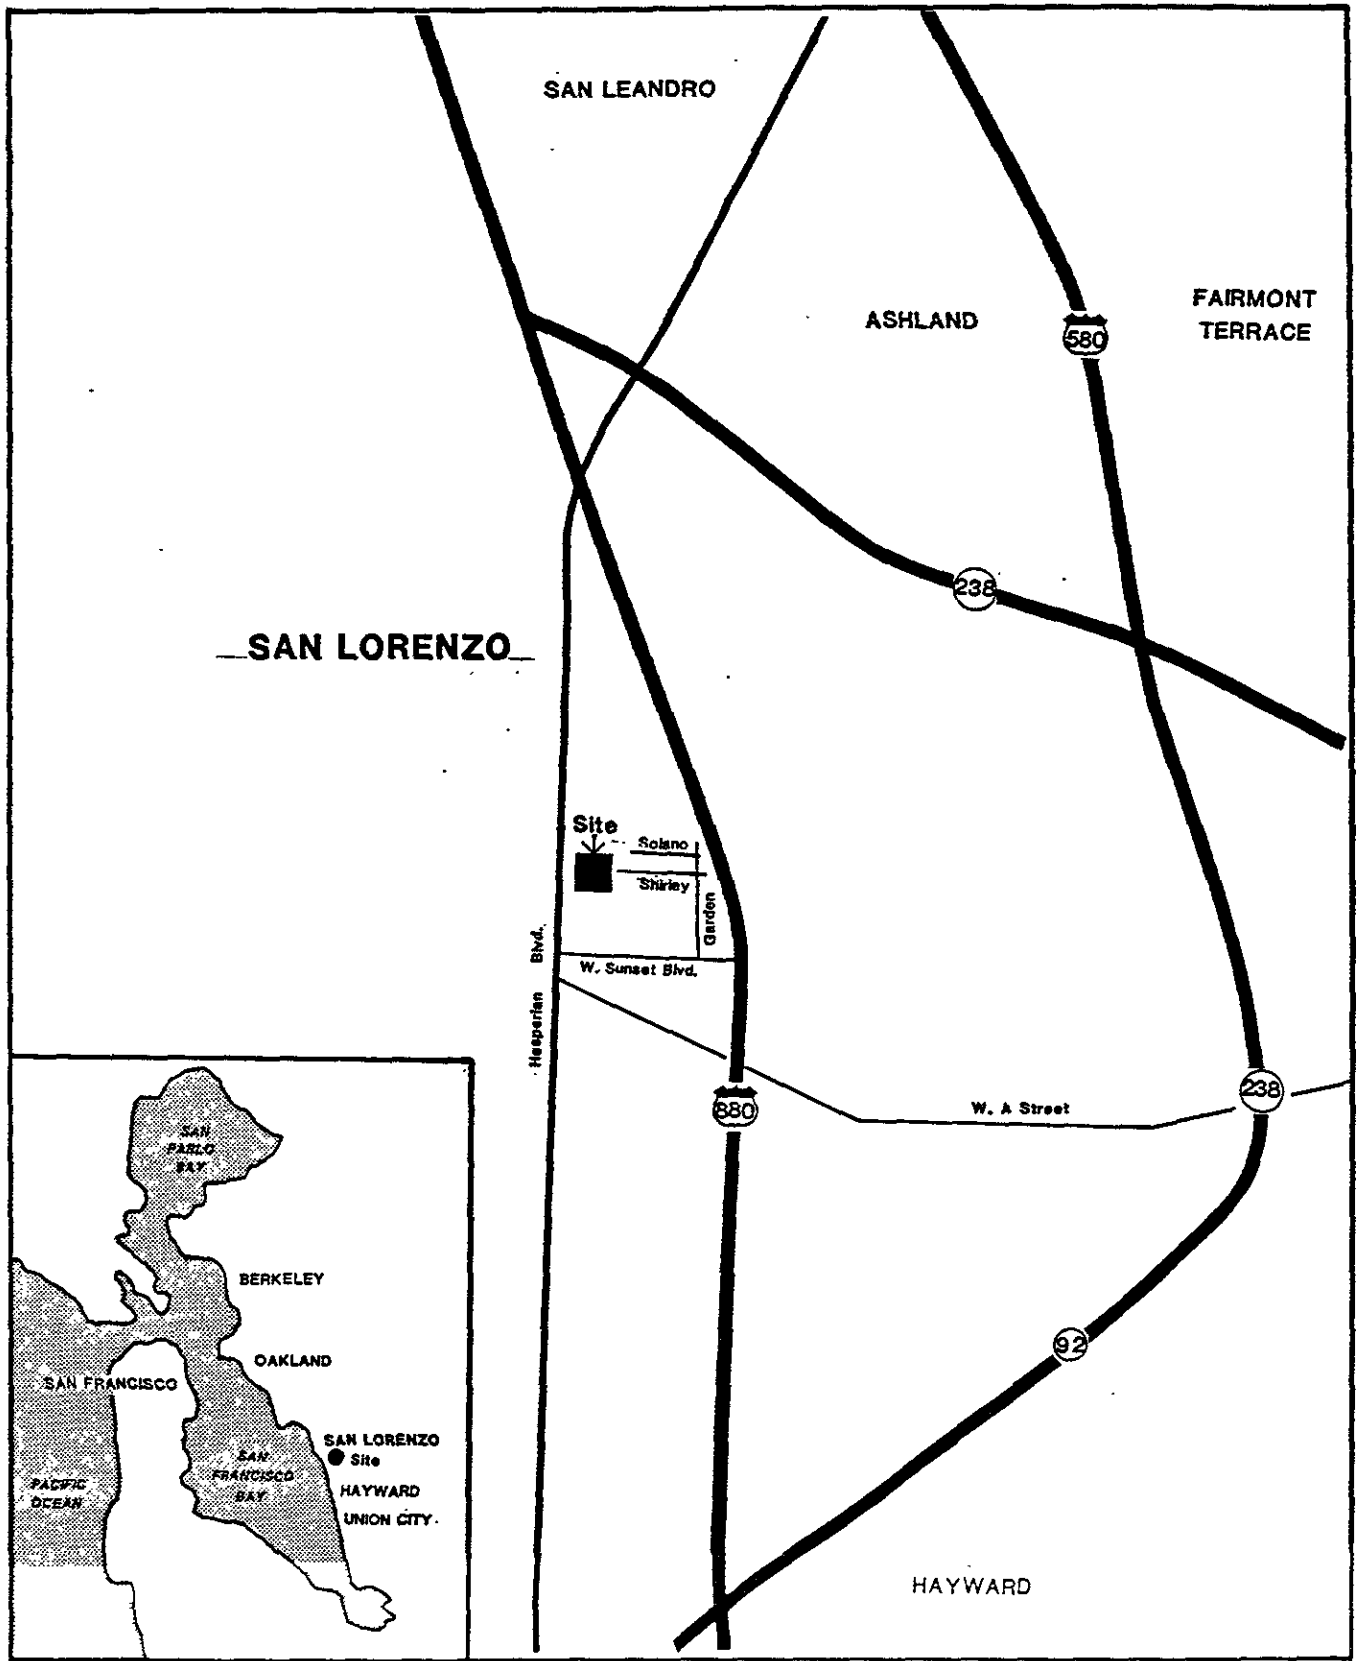 SAN LEANDRO
FAIRMONT
TERRACE
ASHLAND
580
238
SAN LORENZO
Site
Solano
Shirley
Garden
Hesperian Blvd.
W. Sunset Blvd.
880
W. A Street
238
92
HAYWARD
SAN
PABLO
BAY
BERKELEY
OAKLAND
SAN FRANCISCO
SAN LORENZO
Site
SAN
FRANCISCO
BAY
PACIFIC
OCEAN
HAYWARD
UNION CITY